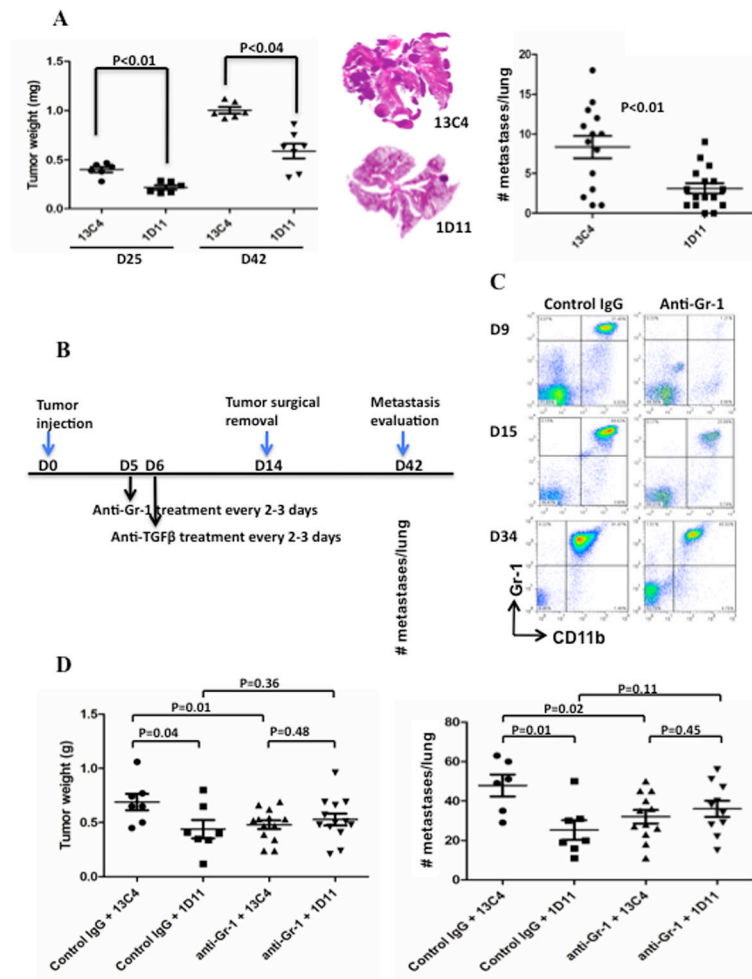 A
P<0.01
P<0.04
Tumor weight (mg)
1.5
1.0
0.5
0.0
13C4
1D11
13C4
1D11
D25
D42
13C4
1D11
# metastases/lung
20
15
10
5
0
P<0.01
13C4
1D11
B
Tumor injection
Tumor surgical removal
Metastasis evaluation
D0
D5
D6
D14
D42
Anti-Gr-1 treatment every 2-3 days
Anti-TGFβ treatment every 2-3 days
# metastases/lung
C
Control IgG
Anti-Gr-1
D9
D15
D34
Gr-1
CD11b
D
P=0.36
P=0.01
P=0.04
P=0.48
Tumor weight (g)
1.5
1.0
0.5
0.0
Control IgG + 13C4
Control IgG + 1D11
anti-Gr-1 + 13C4
anti-Gr-1 + 1D11
P=0.11
P=0.02
P=0.01
P=0.45
# metastases/lung
80
60
40
20
0
Control IgG + 13C4
Control IgG + 1D11
anti-Gr-1 + 13C4
anti-Gr-1 + 1D11